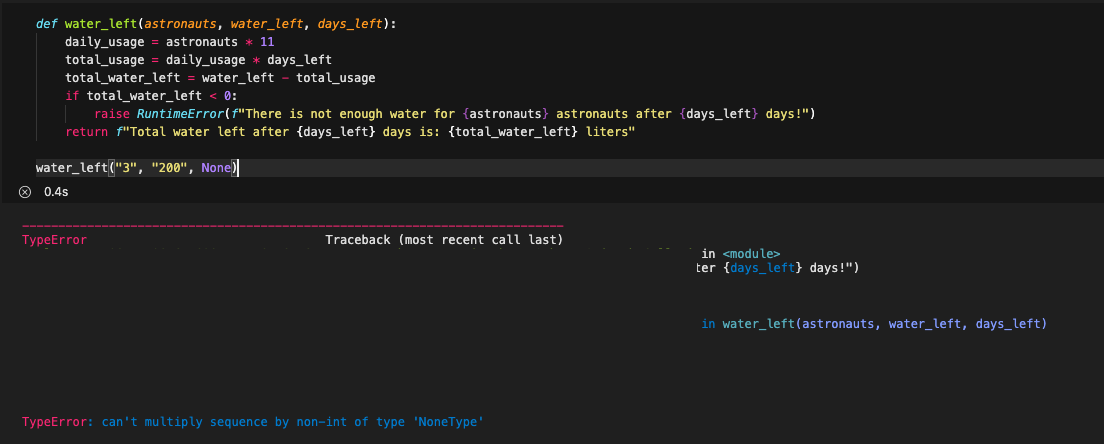 def water_left(astronauts, water_left, days_left):
daily_usage = astronauts * 11
total_usage = daily_usage * days_left
total_water_left = water_left - total_usage
if total_water_left < 0:
raise RuntimeError(f"There is not enough water for {astronauts} astronauts after {days_left} days!")
return f"Total water left after {days_left} days is: {total_water_left} liters"
water_left("3", "200", None)
0.4s
---------------------------------------------------------------------------
TypeError Traceback (most recent call last)
in <module>
ter {days_left} days!")
in water_left(astronauts, water_left, days_left)
TypeError: can't multiply sequence by non-int of type 'NoneType'